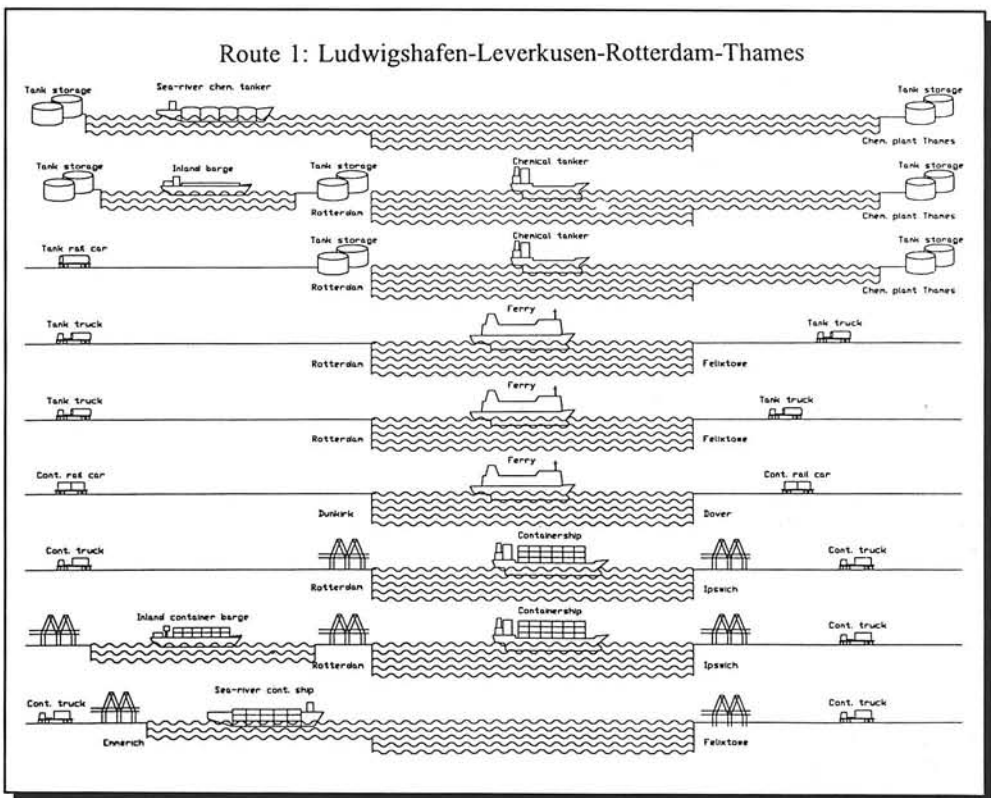 Route 1: Ludwigshafen-Leverkusen-Rotterdam-Thames
Tank storage Sea-river chem. tanker Tank storage
Chem. plant Thames
Tank storage Inland barge Tank storage Chemical tanker Tank storage
Rotterdam Chem. plant Thames
Tank rail car Tank storage Chemical tanker Tank storage
Rotterdam Chem. plant Thames
Tank truck Ferry Tank truck
Rotterdam Felixtowe
Tank truck Ferry Tank truck
Rotterdam Felixtowe
Cont. rail car Ferry Cont. rail car
Dunkirk Dover
Cont. truck Containership Cont. truck
Rotterdam Ipswich
Inland container barge Containership Cont. truck
Rotterdam Ipswich
Cont. truck Sea-river cont. ship Cont. truck
Emmerich Felixtowe